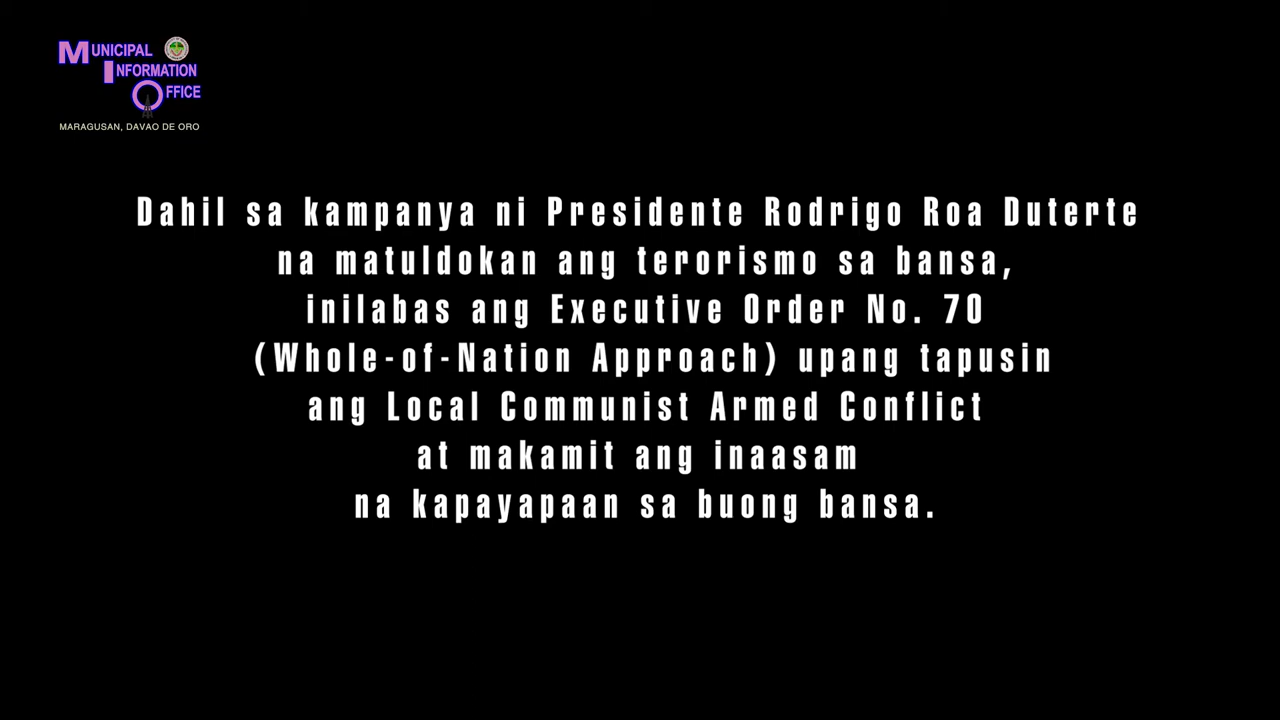 MUNICIPAL
INFORMATION
OFFICE
MARAGUSAN, DAVAO DE ORO
Dahil sa kampanya ni Presidente Rodrigo Roa Duterte
na matuldokan ang terorismo sa bansa,
inilabas ang Executive Order No. 70
(Whole-of-Nation Approach) upang tapusin
ang Local Communist Armed Conflict
at makamit ang inaasam
na kapayapaan sa buong bansa.